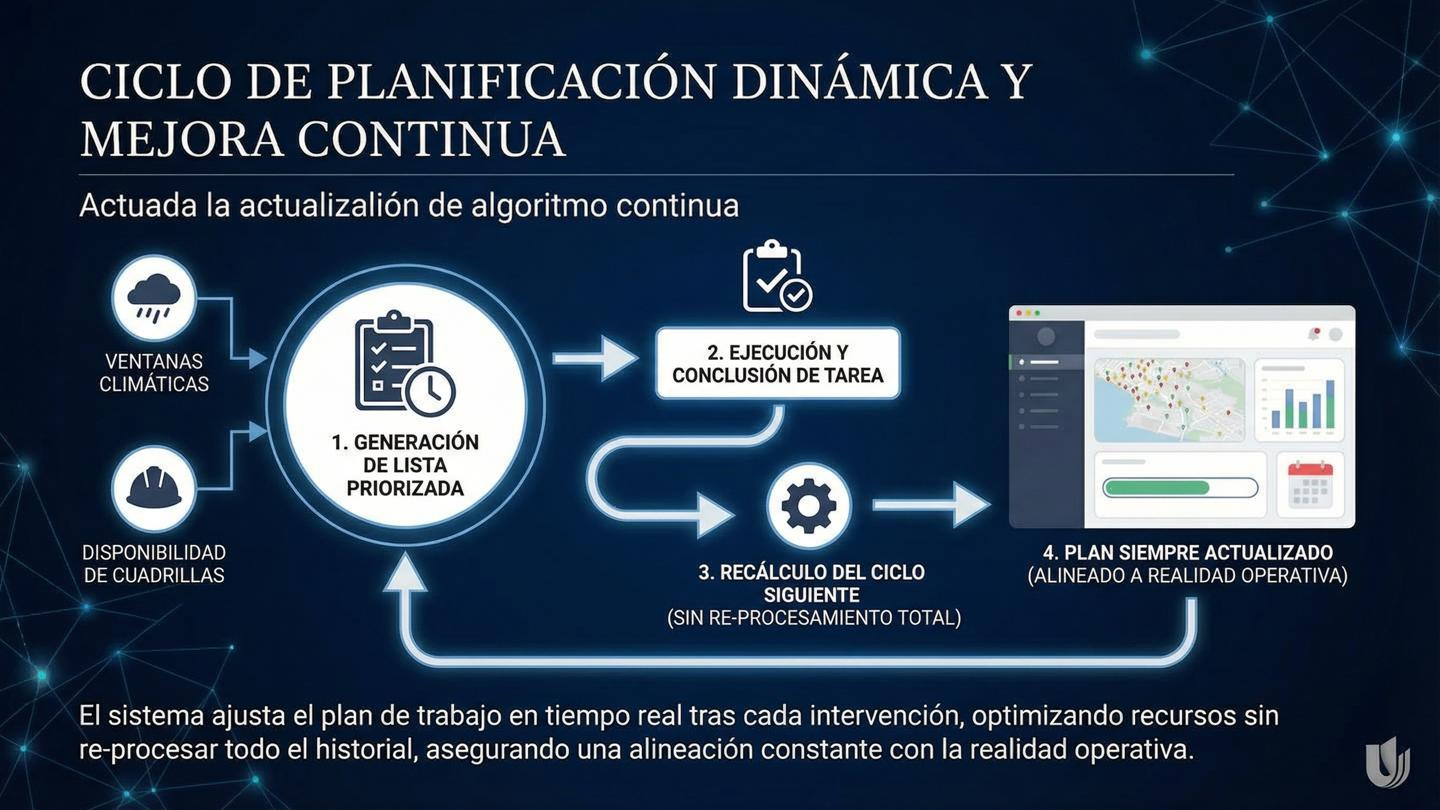 CICLO DE PLANIFICACIÓN DINÁMICA Y
MEJORA CONTINUA
Actuada la actualizalión de algoritmo continua
VENTANAS
CLIMÁTICAS
DISPONIBILIDAD
DE CUADRILLAS
1. GENERACIÓN
DE LISTA
PRIORIZADA
2. EJECUCIÓN Y
CONCLUSIÓN DE TAREA
3. RECÁLCULO DEL CICLO
SIGUIENTE
(SIN RE-PROCESAMIENTO TOTAL)
4. PLAN SIEMPRE ACTUALIZADO
(ALINEADO A REALIDAD OPERATIVA)
El sistema ajusta el plan de trabajo en tiempo real tras cada intervención, optimizando recursos sin
re-procesar todo el historial, asegurando una alineación constante con la realidad operativa.